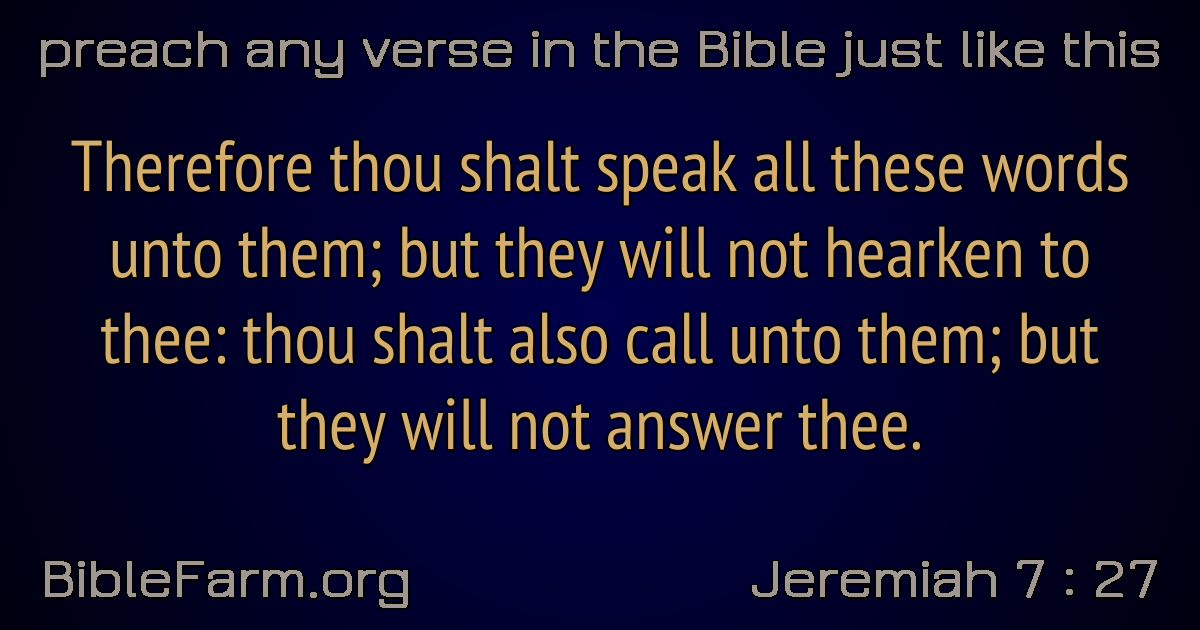 preach any verse in the Bible just like this
Therefore thou shalt speak all these words
unto them; but they will not hearken to
thee: thou shalt also call unto them; but
they will not answer thee.
BibleFarm.org
Jeremiah 7 : 27